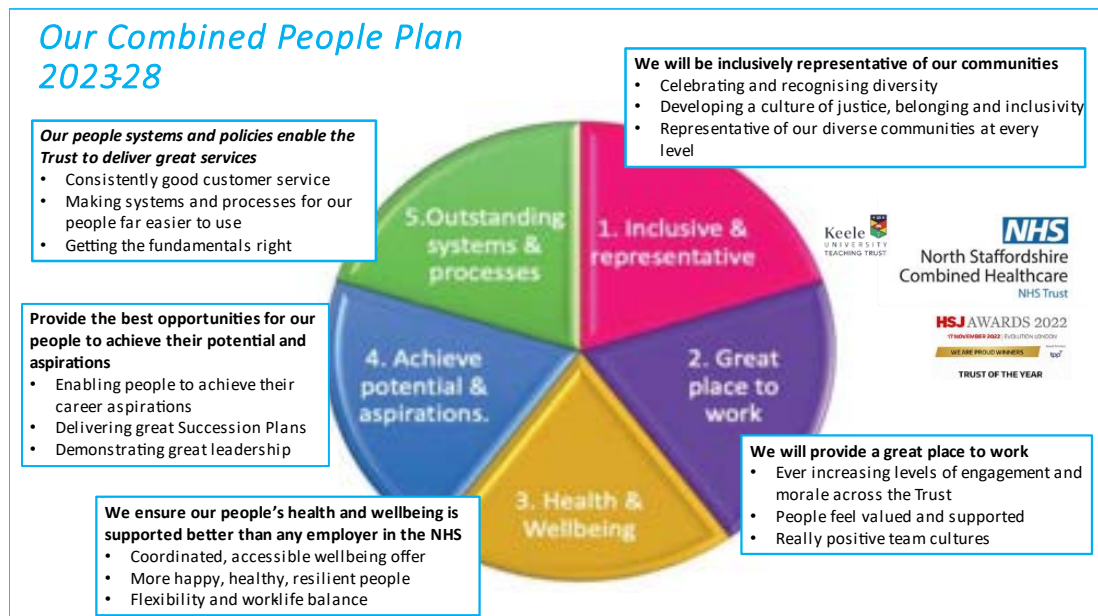 Our Combined People Plan
2023-28
We will be inclusively representative of our communities
• Celebrating and recognising diversity
• Developing a culture of justice, belonging and inclusivity
• Representative of our diverse communities at every
level
Our people systems and policies enable the
Trust to deliver great services
• Consistently good customer service
• Making systems and processes for our
people far easier to use
• Getting the fundamentals right
5.Outstanding
systems &
processes
1. Inclusive &
representative
Keele
UNIVERSITY
TEACHING TRUST
NHS
North Staffordshire
Combined Healthcare
NHS Trust
HSJ AWARDS 2022
17 NOVEMBER 2022 | EVOLUTION LONDON
WE ARE PROUD WINNERS
tpp
TRUST OF THE YEAR
Provide the best opportunities for our
people to achieve their potential and
aspirations
• Enabling people to achieve their
career aspirations
• Delivering great Succession Plans
• Demonstrating great leadership
4. Achieve
potential &
aspirations.
2. Great
place to
work
3. Health &
Wellbeing
We will provide a great place to work
• Ever increasing levels of engagement and
morale across the Trust
• People feel valued and supported
• Really positive team cultures
We ensure our people's health and wellbeing is
supported better than any employer in the NHS
• Coordinated, accessible wellbeing offer
• More happy, healthy, resilient people
• Flexibility and work-life balance